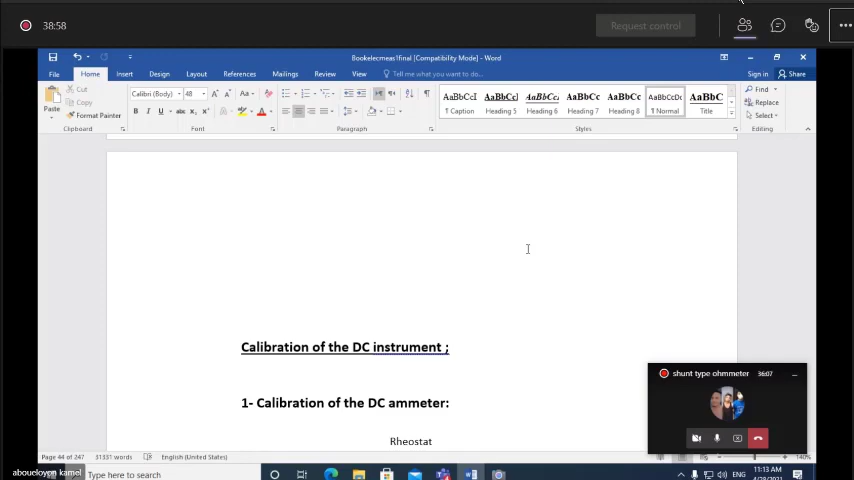 38:58
Request control
Bookelecmeas1final [Compatibility Mode] - Word
Sign in
Share
File
Home
Insert
Design
Layout
References
Mailings
Review
View
Tell me what you want to do...
Paste
Cut
Copy
Format Painter
Clipboard
Calibri (Body)
48
Font
Paragraph
AaBbCcI
¶ Caption
AaBbCcI
Heading 5
AaBbCc
Heading 6
AaBbCc
Heading 7
AaBbCc
Heading 8
AaBbCcDc
¶ Normal
AaBbC
Title
Styles
Find
Replace
Select
Editing
Calibration of the DC instrument ;
1- Calibration of the DC ammeter:
Rheostat
shunt type ohmmeter
36:07
Page 44 of 247
31331 words
English (United States)
140%
aboueloyon kamel
Type here to search
ENG
11:13 AM